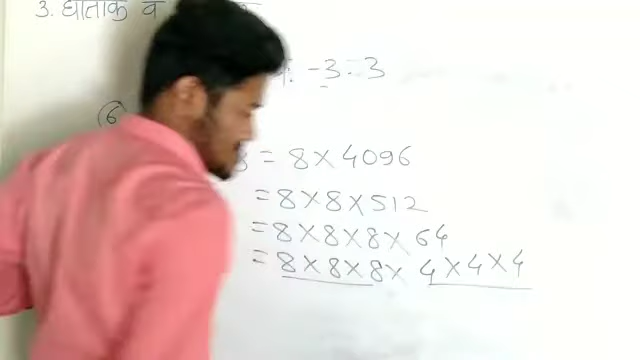 3. घातांक व
-3.3
6
8 = 8 × 4096
= 8 × 8 × 512
= 8 × 8 × 8 × 64
= 8 × 8 × 8 × 4 × 4 × 4